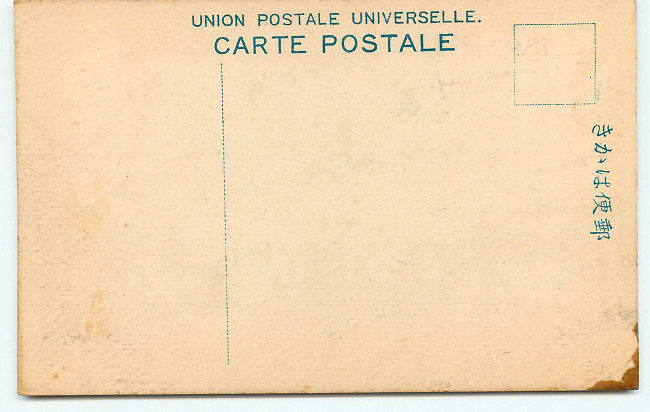 UNION POSTALE UNIVERSELLE.
CARTE POSTALE
きかは便郵